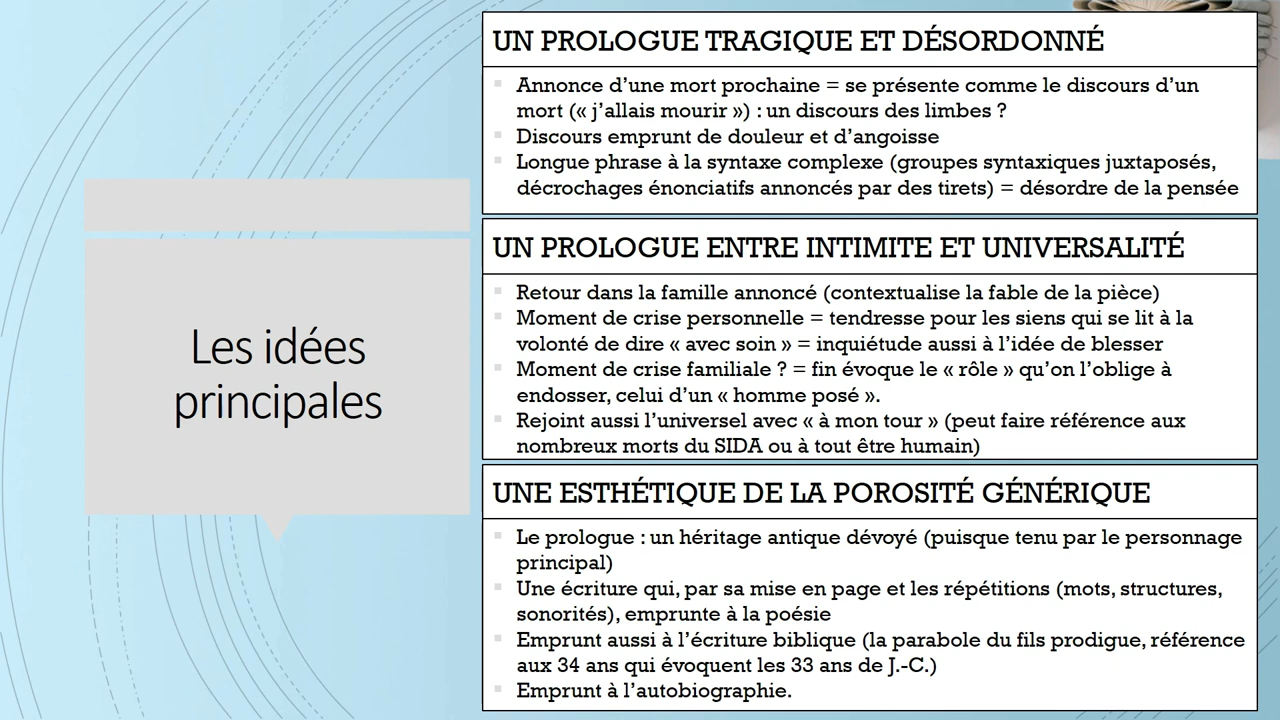 Les idées
principales
UN PROLOGUE TRAGIQUE ET DÉSORDONNÉ
Annonce d’une mort prochaine = se présente comme le discours d’un
mort (« j’allais mourir ») : un discours des limbes ?
Discours emprunt de douleur et d’angoisse
Longue phrase à la syntaxe complexe (groupes syntaxiques juxtaposés,
décrochages énonciatifs annoncés par des tirets) = désordre de la pensée
UN PROLOGUE ENTRE INTIMITE ET UNIVERSALITÉ
Retour dans la famille annoncé (contextualise la fable de la pièce)
Moment de crise personnelle = tendresse pour les siens qui se lit à la
volonté de dire « avec soin » = inquiétude aussi à l’idée de blesser
Moment de crise familiale ? = fin évoque le « rôle » qu’on l’oblige à
endosser, celui d’un « homme posé ».
Rejoint aussi l’universel avec « à mon tour » (peut faire référence aux
nombreux morts du SIDA ou à tout être humain)
UNE ESTHÉTIQUE DE LA POROSITÉ GÉNÉRIQUE
Le prologue : un héritage antique dévoyé (puisque tenu par le personnage
principal)
Une écriture qui, par sa mise en page et les répétitions (mots, structures,
sonorités), emprunte à la poésie
Emprunt aussi à l’écriture biblique (la parabole du fils prodigue, référence
aux 34 ans qui évoquent les 33 ans de J.-C.)
Emprunt à l’autobiographie.